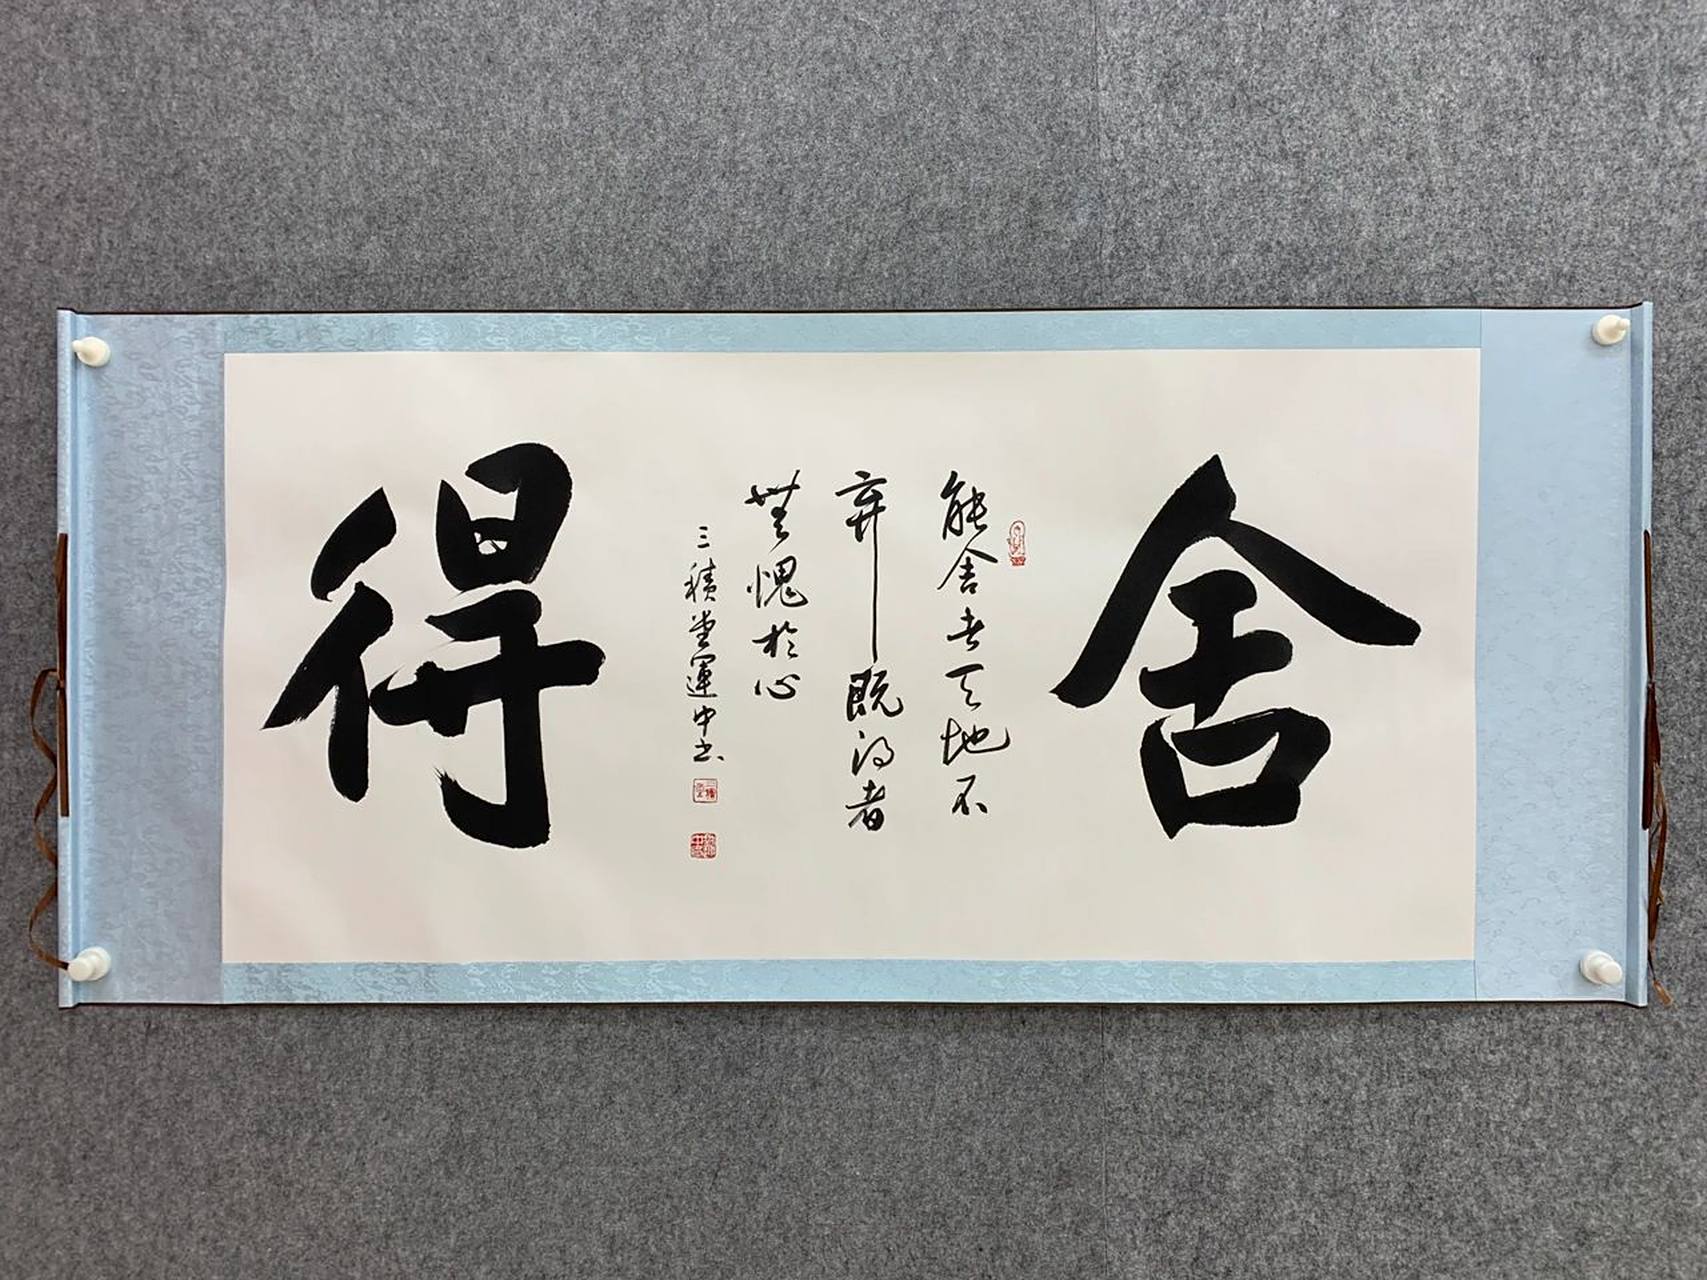 舍
能舍者天地不
弃既得者
無愧於心
三積堂運中书
得